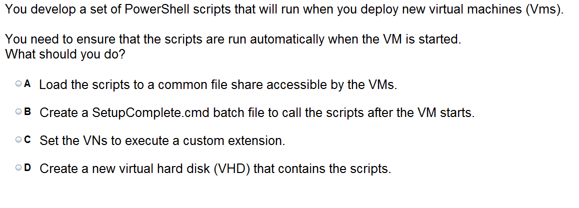 You develop a set of PowerShell scripts that will run when you deploy new virtual machines (Vms).
You need to ensure that the scripts are run automatically when the VM is started.
What should you do?
A Load the scripts to a common file share accessible by the VMs.
B Create a SetupComplete.cmd batch file to call the scripts after the VM starts.
C Set the VNs to execute a custom extension.
D Create a new virtual hard disk (VHD) that contains the scripts.